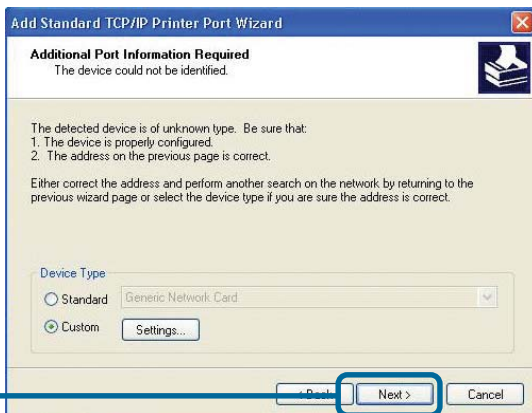 Add Standard TCP/IP Printer Port Wizard
Additional Port Information Required
The device could not be identified.
The detected device is of unknown type. Be sure that:
1. The device is properly configured.
2. The address on the previous page is correct.
Either correct the address and perform another search on the network by returning to the
previous wizard page or select the device type if you are sure the address is correct.
Device Type
Standard
Generic Network Card
Custom
Settings...
< Back
Next >
Cancel